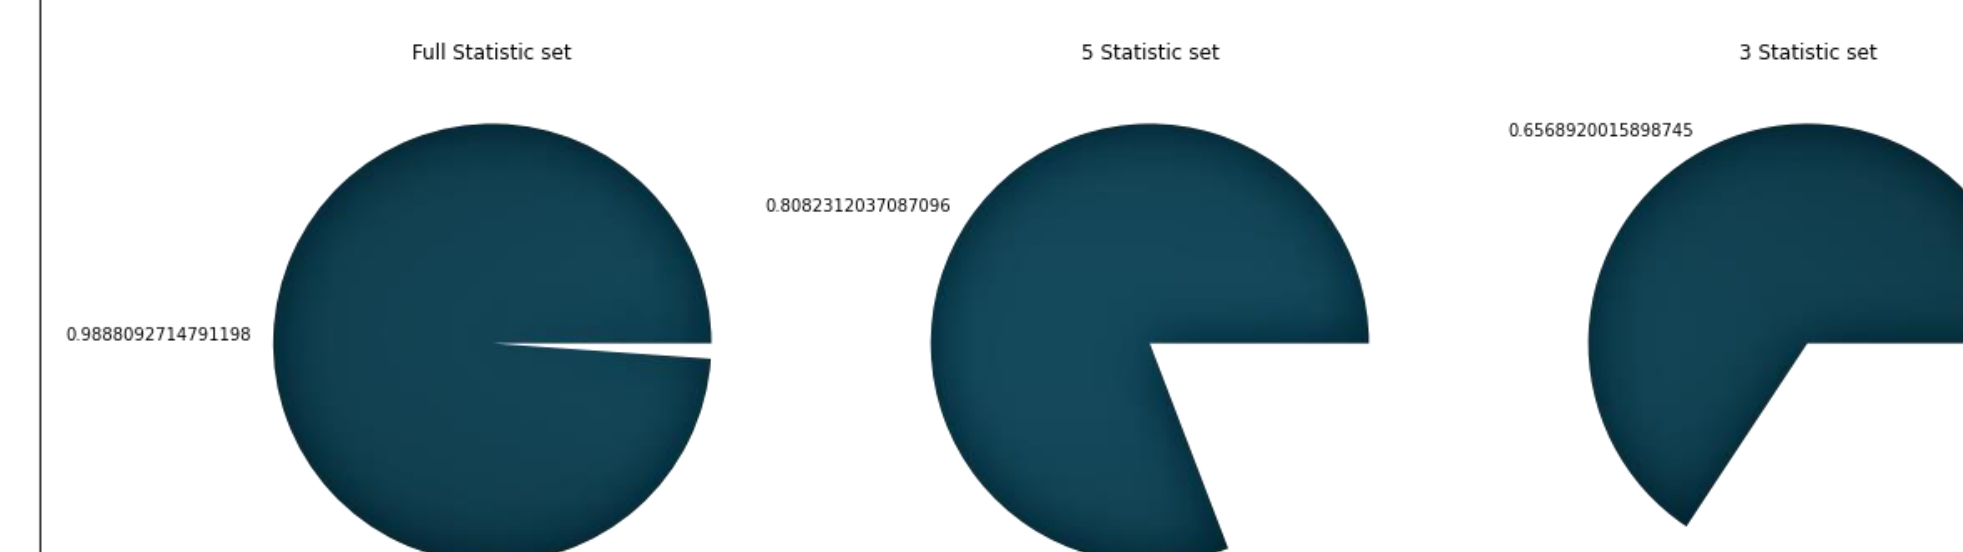 Full Statistic set
5 Statistic set
3 Statistic set
0.6568920015898745
0.8082312037087096
0.9888092714791198